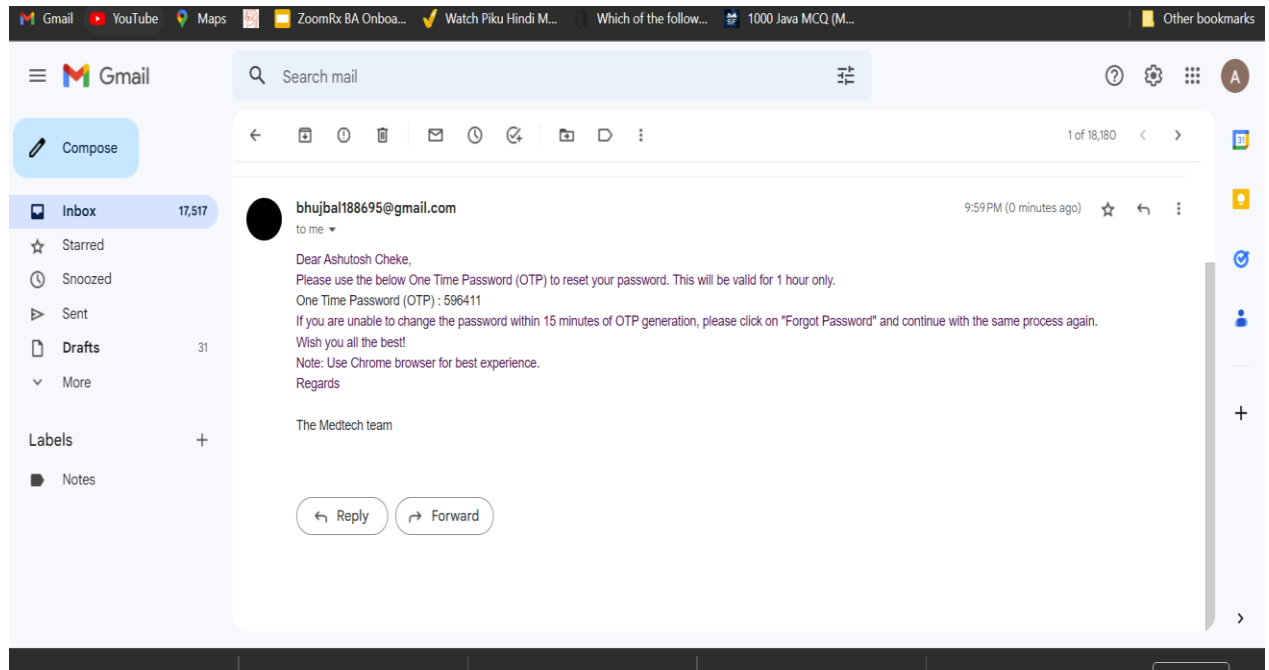 Gmail YouTube Maps ZoomRx BA Onboa... Watch Piku Hindi M... Which of the follow... 1000 Java MCQ (M... Other bookmarks
Gmail Search mail A
Compose 1 of 18,180 31
Inbox 17,517
bhujbal188695@gmail.com 9:59 PM (0 minutes ago)
to me
Starred
Snoozed
Sent
Drafts 31
More
Labels +
Notes
Dear Ashutosh Cheke,
Please use the below One Time Password (OTP) to reset your password. This will be valid for 1 hour only.
One Time Password (OTP) : 596411
If you are unable to change the password within 15 minutes of OTP generation, please click on "Forgot Password" and continue with the same process again.
Wish you all the best!
Note: Use Chrome browser for best experience.
Regards
The Medtech team
Reply Forward